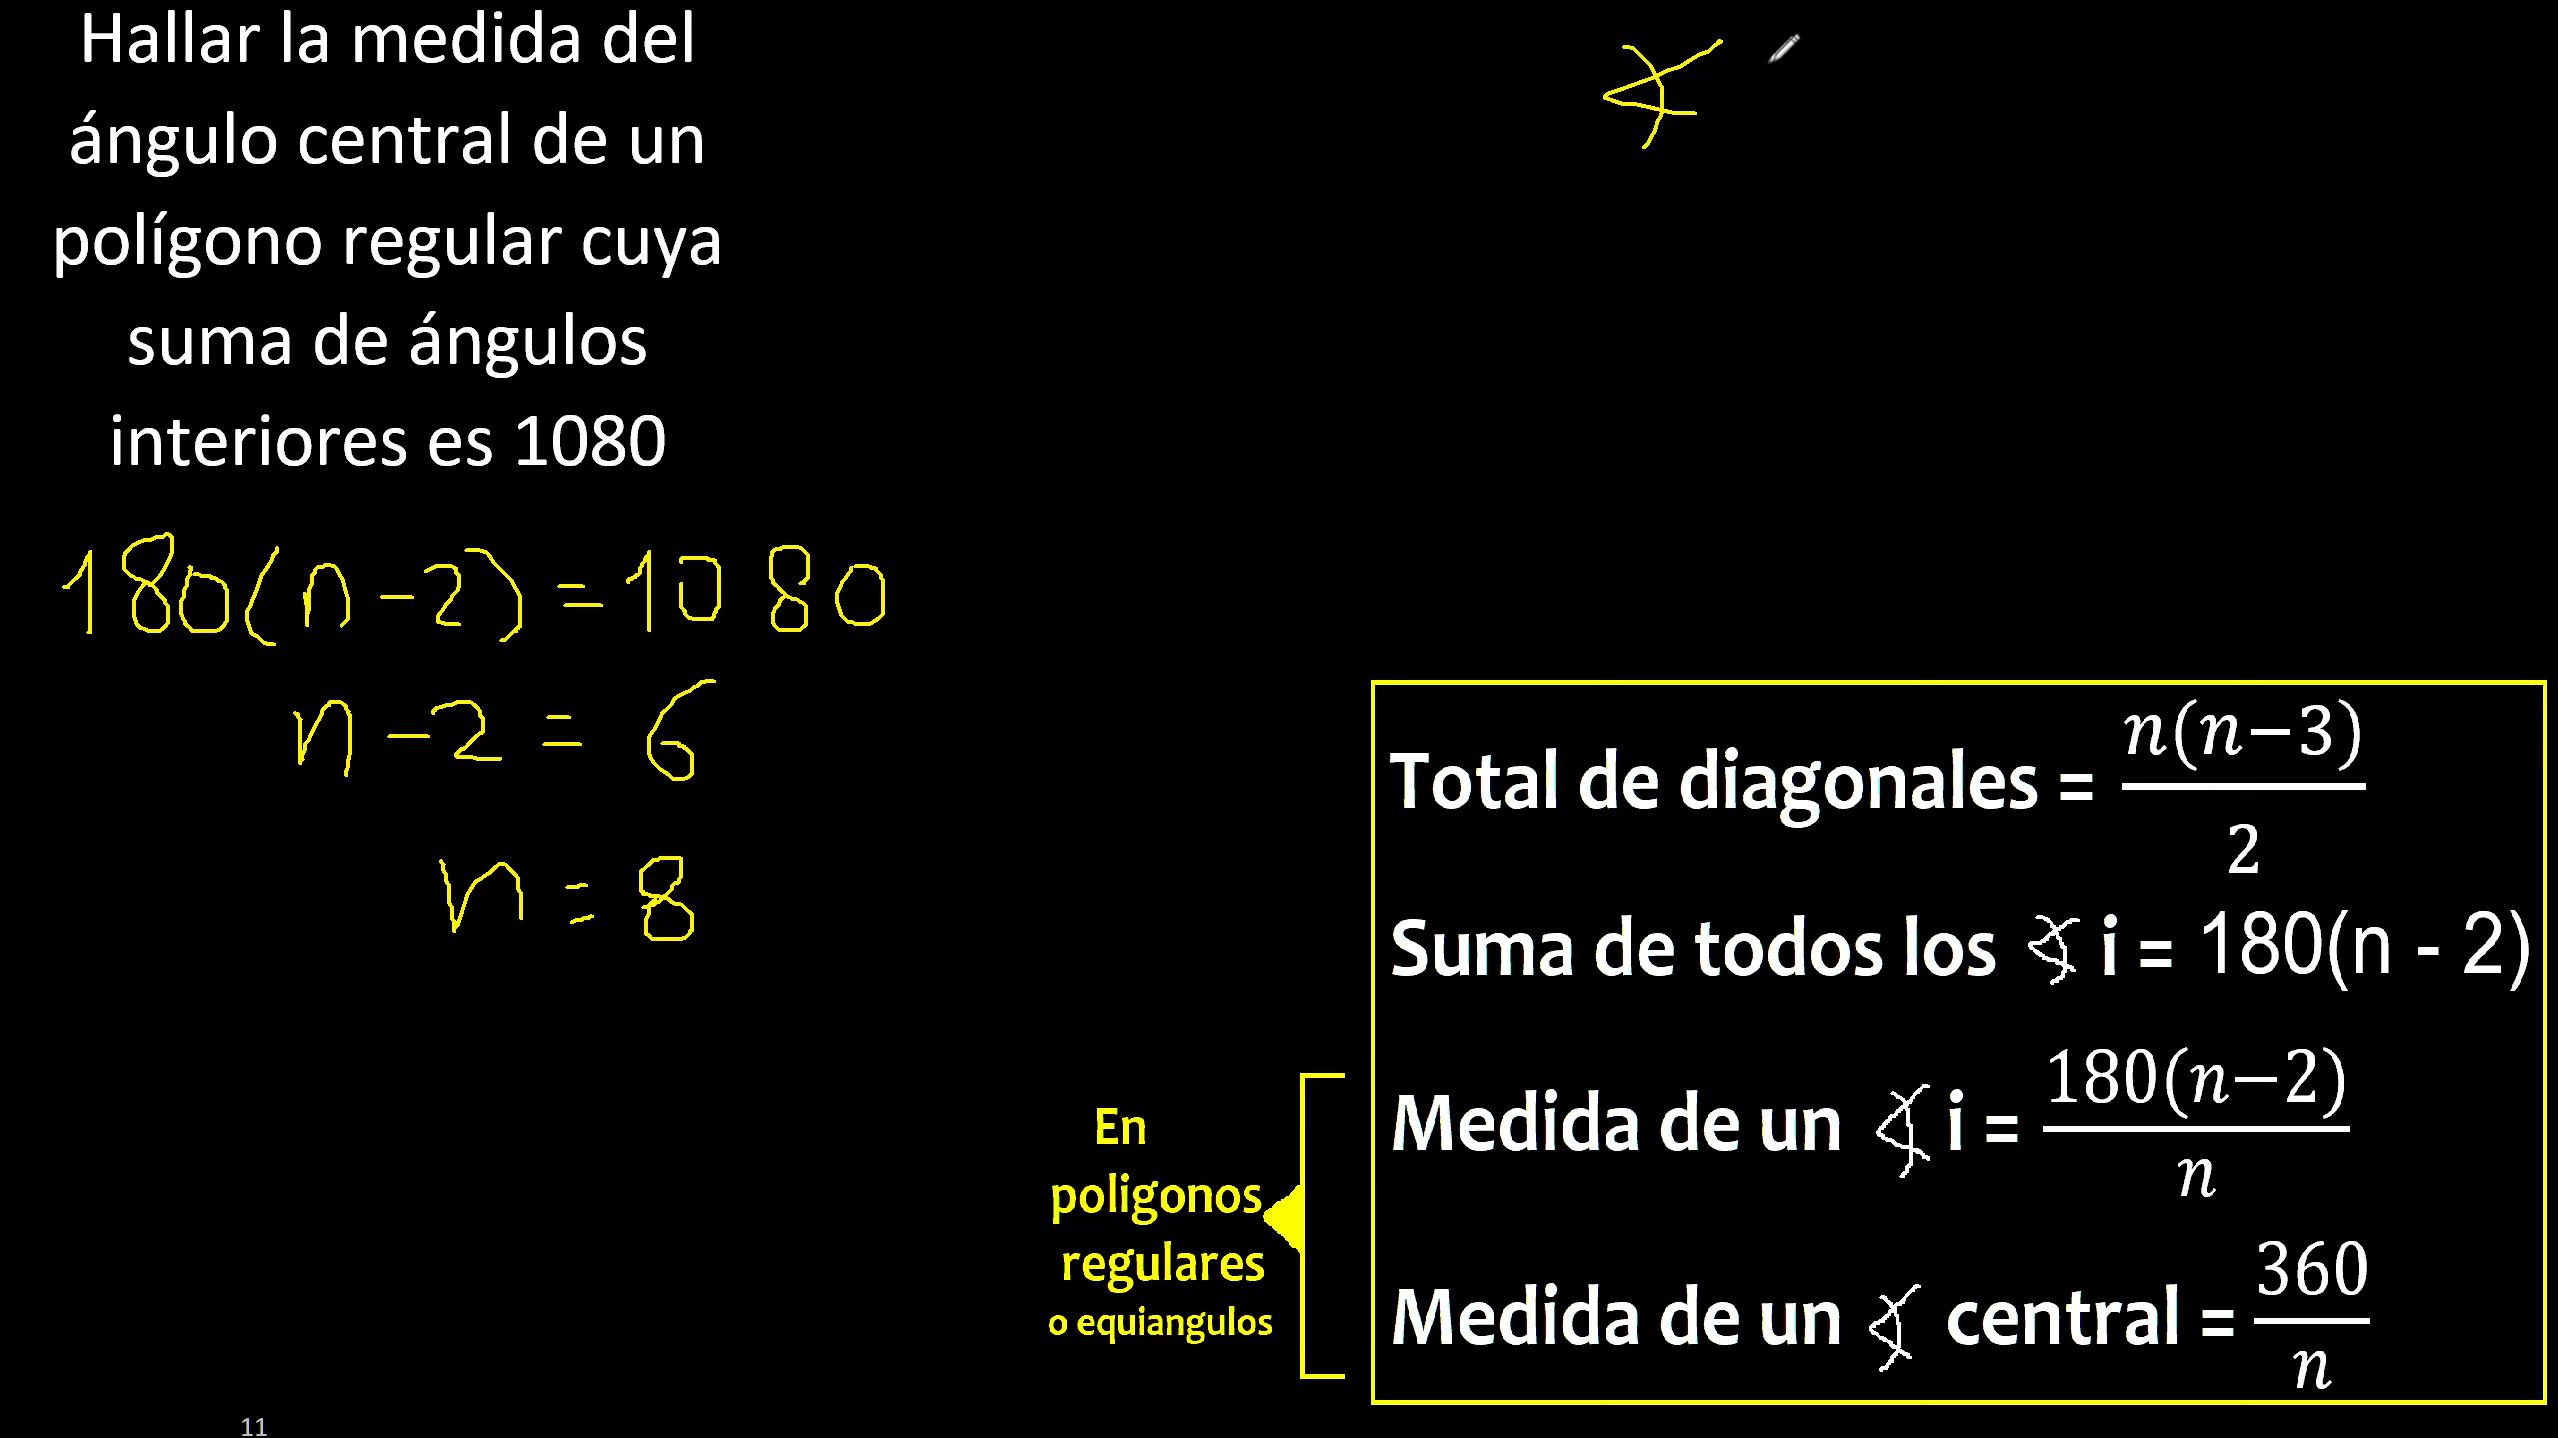 Hallar la medida del
ángulo central de un
polígono regular cuya
suma de ángulos
interiores es 1080
180(n-2)=1080
n-2=6
n=8
∡
Total de diagonales = n(n−3)/2
Suma de todos los ∡ i = 180(n - 2)
Medida de un ∡ i = 180(n−2)/n
Medida de un ∡ central = 360/n
En
poligonos
regulares
o equiangulos
11